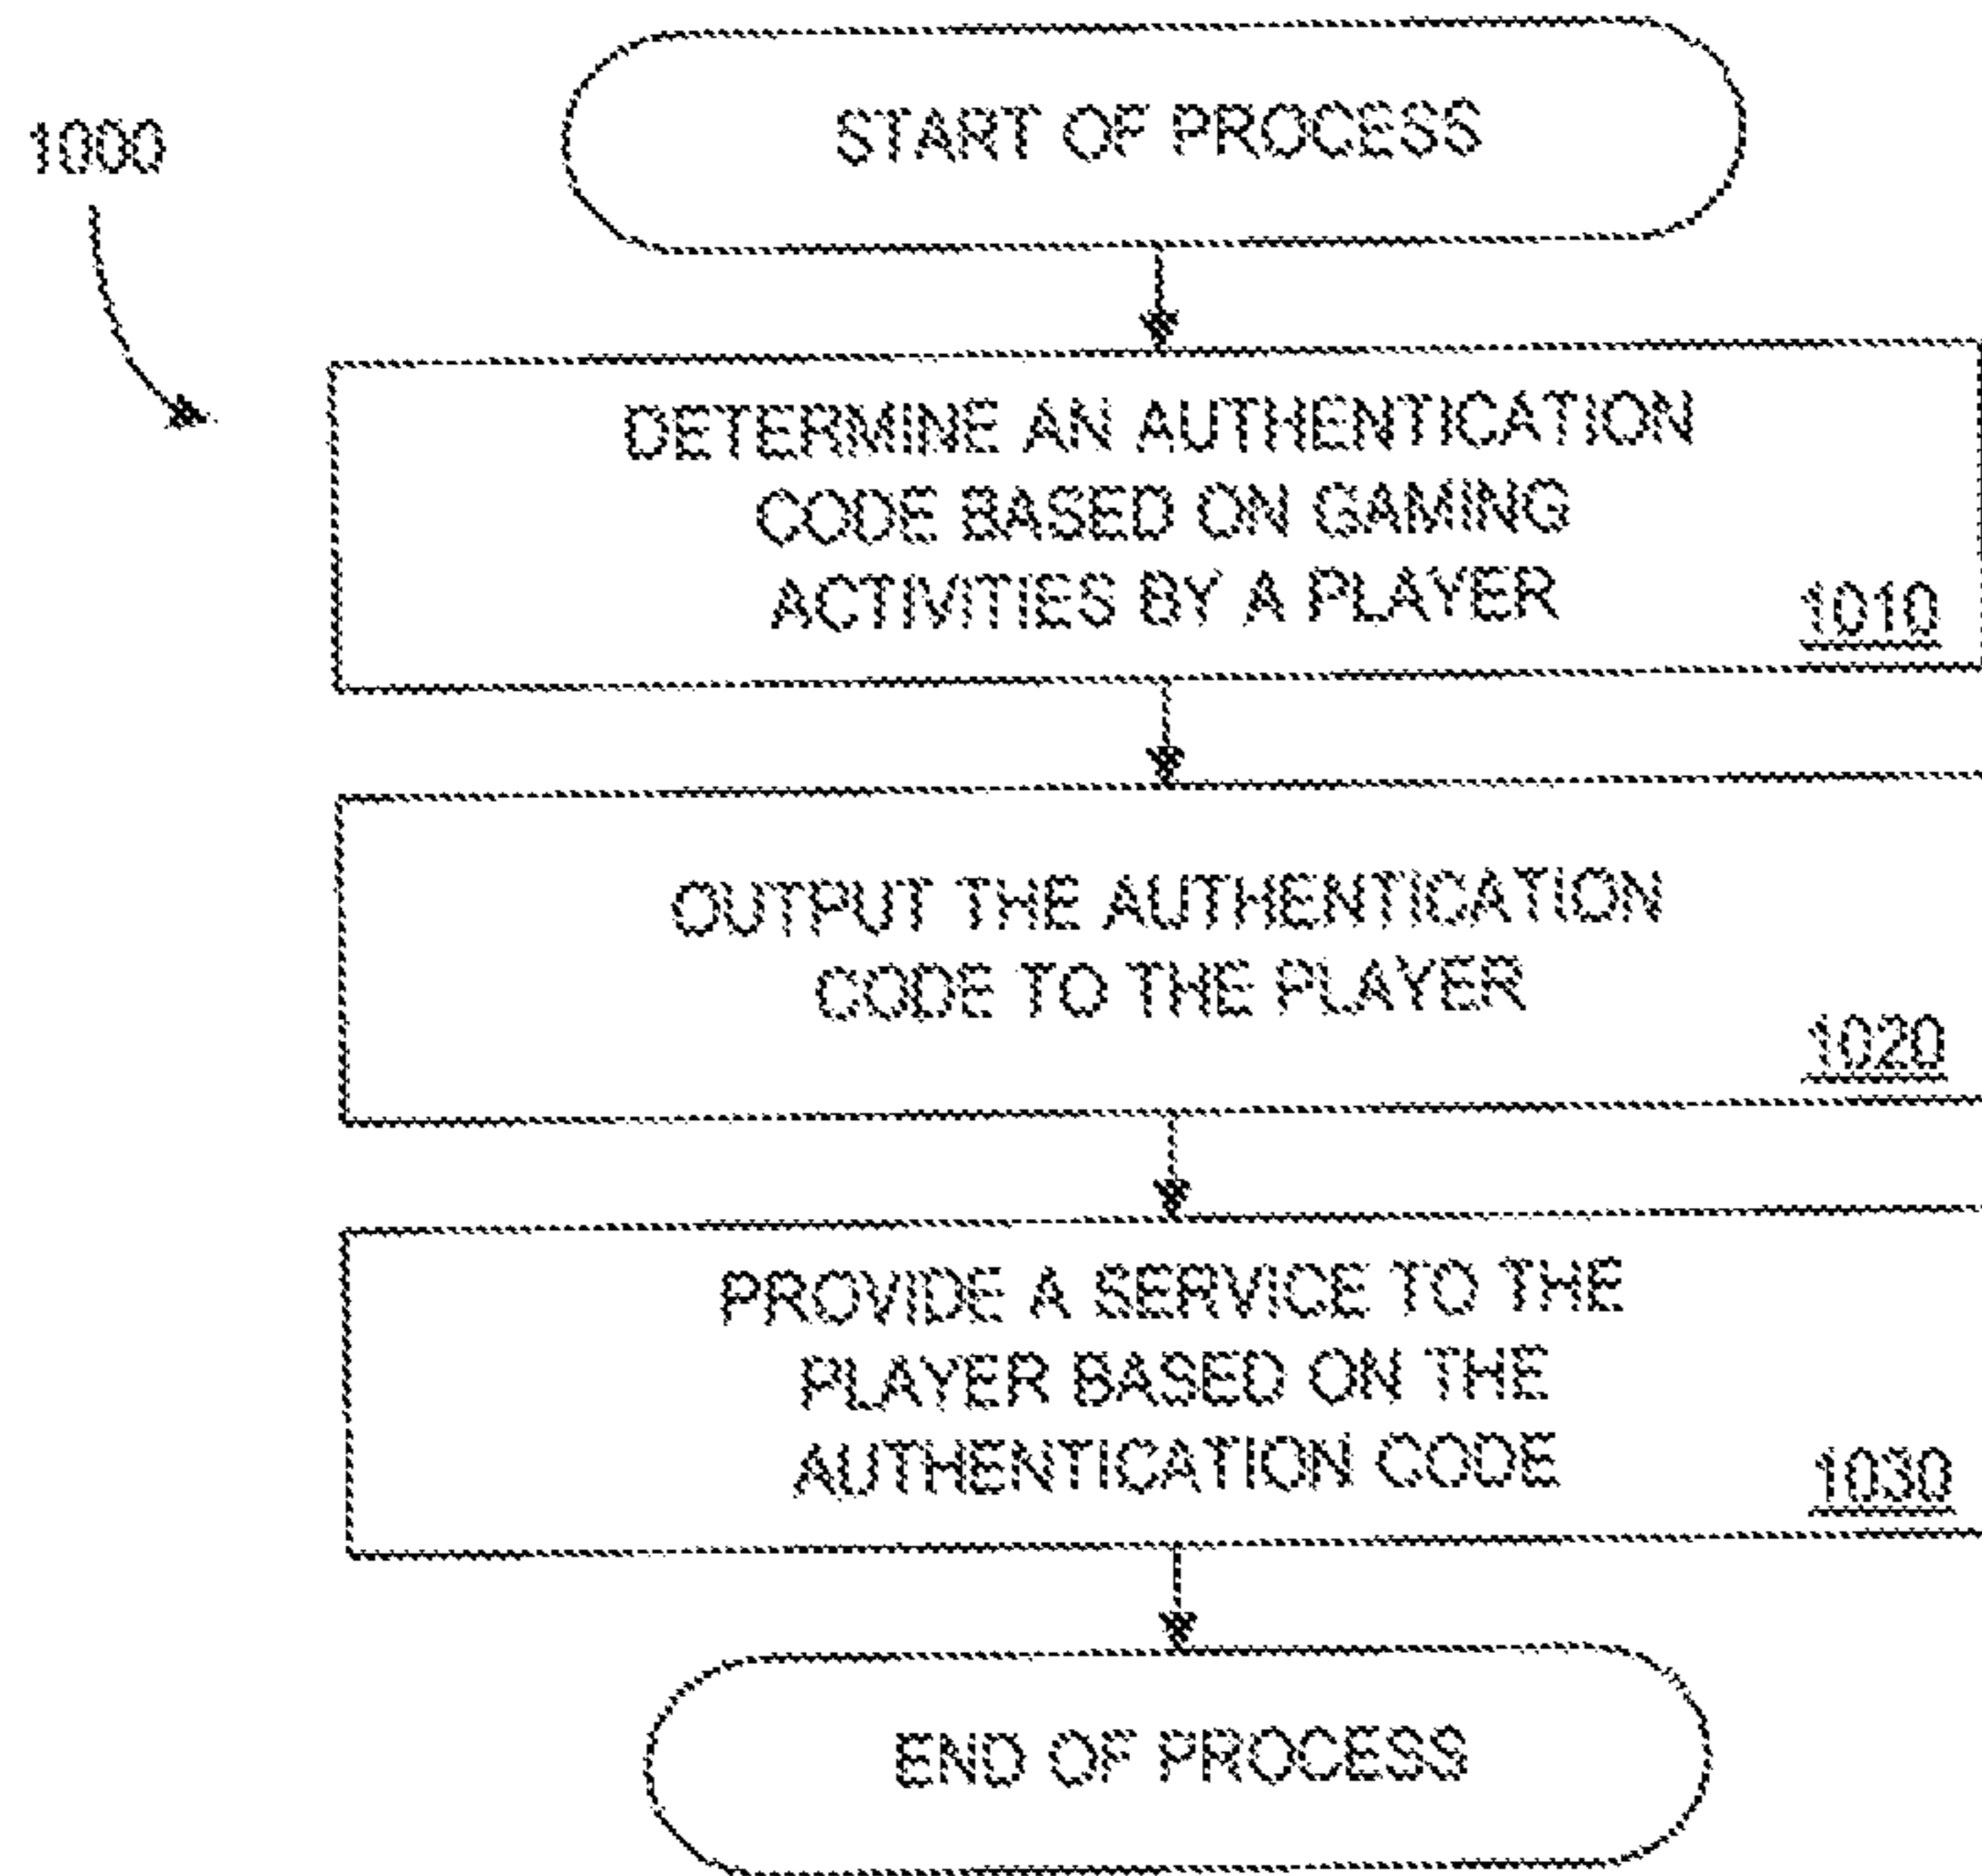 1000
START OF PROCESS
DETERMINE AN AUTHENTICATION
CODE BASED ON GAMING
ACTIVITIES BY A PLAYER
1010
OUTPUT THE AUTHENTICATION
CODE TO THE PLAYER
1020
PROVIDE A SERVICE TO THE
PLAYER BASED ON THE
AUTHENTICATION CODE
1030
END OF PROCESS